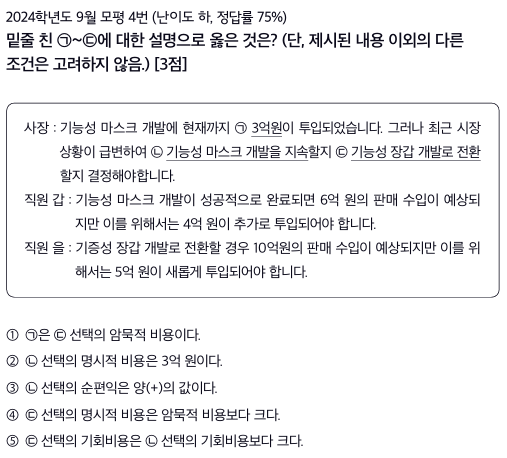 2024학년도 9월 모평 4번 (난이도 하, 정답률 75%)
밑줄 친 ㉠~㉢에 대한 설명으로 옳은 것은? (단, 제시된 내용 이외의 다른
조건은 고려하지 않음.) [3점]
사장 : 기능성 마스크 개발에 현재까지 ㉠ 3억원이 투입되었습니다. 그러나 최근 시장
상황이 급변하여 ㉡ 기능성 마스크 개발을 지속할지 ㉢ 기능성 장갑 개발로 전환
할지 결정해야합니다.
직원 갑 : 기능성 마스크 개발이 성공적으로 완료되면 6억 원의 판매 수입이 예상되
지만 이를 위해서는 4억 원이 추가로 투입되어야 합니다.
직원 을 : 기증성 장갑 개발로 전환할 경우 10억원의 판매 수입이 예상되지만 이를 위
해서는 5억 원이 새롭게 투입되어야 합니다.
① ㉠은 ㉢ 선택의 암묵적 비용이다.
② ㉡ 선택의 명시적 비용은 3억 원이다.
③ ㉡ 선택의 순편익은 양(+)의 값이다.
④ ㉢ 선택의 명시적 비용은 암묵적 비용보다 크다.
⑤ ㉢ 선택의 기회비용은 ㉡ 선택의 기회비용보다 크다.